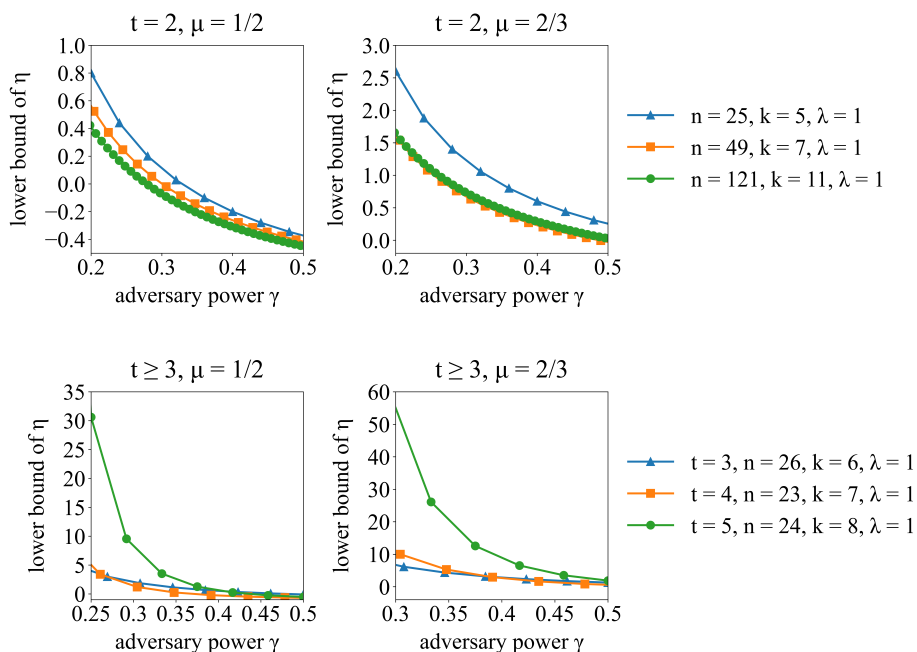 t = 2, μ = 1/2
t = 2, μ = 2/3
1.0
0.8
0.6
0.4
0.2
0.0
−0.2
−0.4
lower bound of η
0.2 0.3 0.4 0.5
adversary power γ
3.0
2.5
2.0
1.5
1.0
0.5
0.0
lower bound of η
0.2 0.3 0.4 0.5
adversary power γ
n = 25, k = 5, λ = 1
n = 49, k = 7, λ = 1
n = 121, k = 11, λ = 1
t ≥ 3, μ = 1/2
t ≥ 3, μ = 2/3
35
30
25
20
15
10
5
0
lower bound of η
0.25 0.3 0.35 0.4 0.45 0.5
adversary power γ
60
50
40
30
20
10
0
lower bound of η
0.3 0.35 0.4 0.45 0.5
adversary power γ
t = 3, n = 26, k = 6, λ = 1
t = 4, n = 23, k = 7, λ = 1
t = 5, n = 24, k = 8, λ = 1